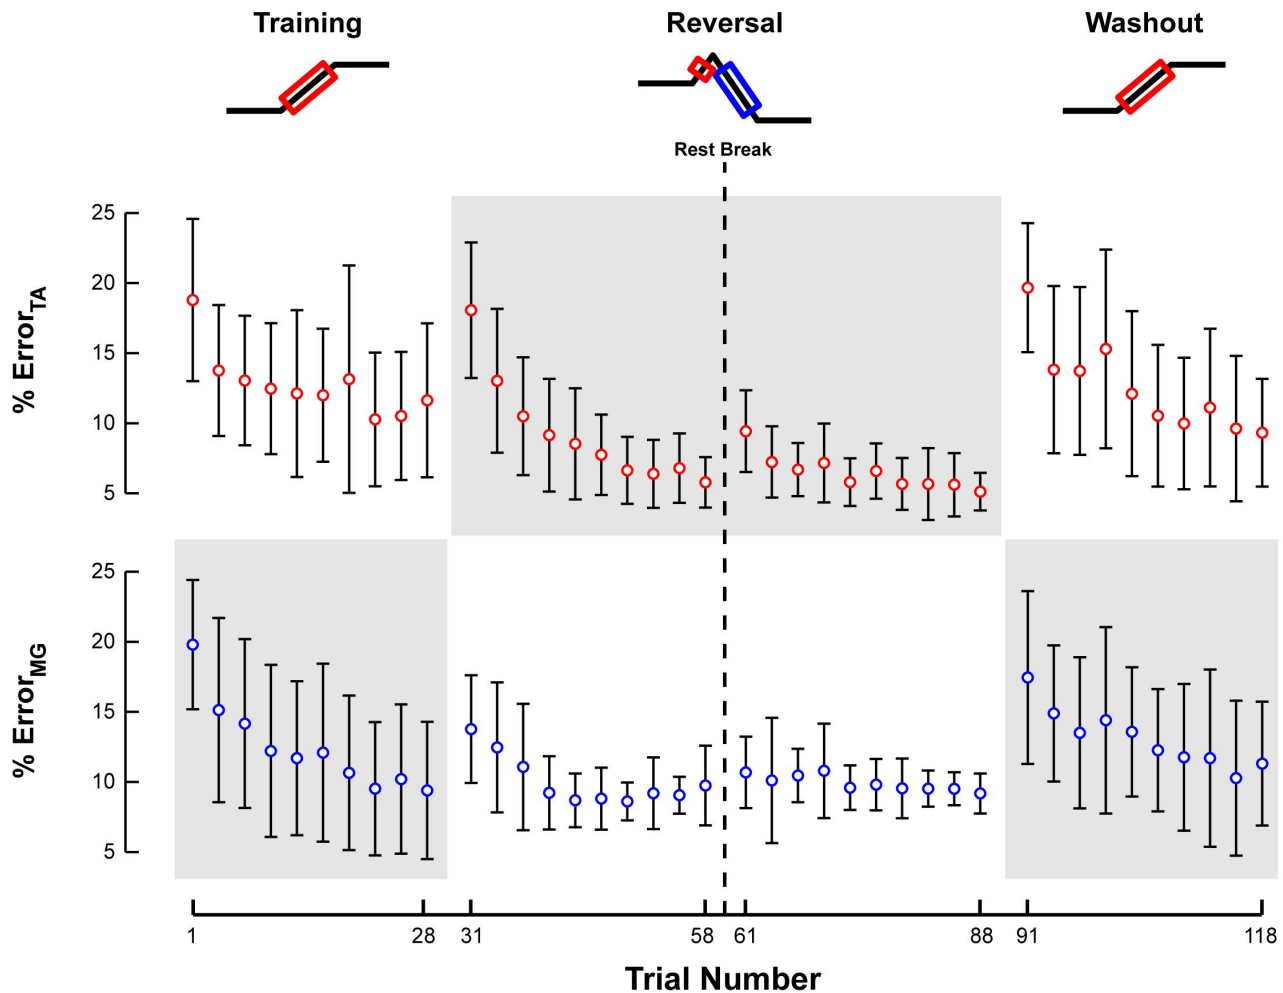 Training
Reversal
Washout
Rest Break
% Error_TA
25
20
15
10
5
% Error_MG
25
20
15
10
5
1
28
31
58
61
88
91
118
Trial Number